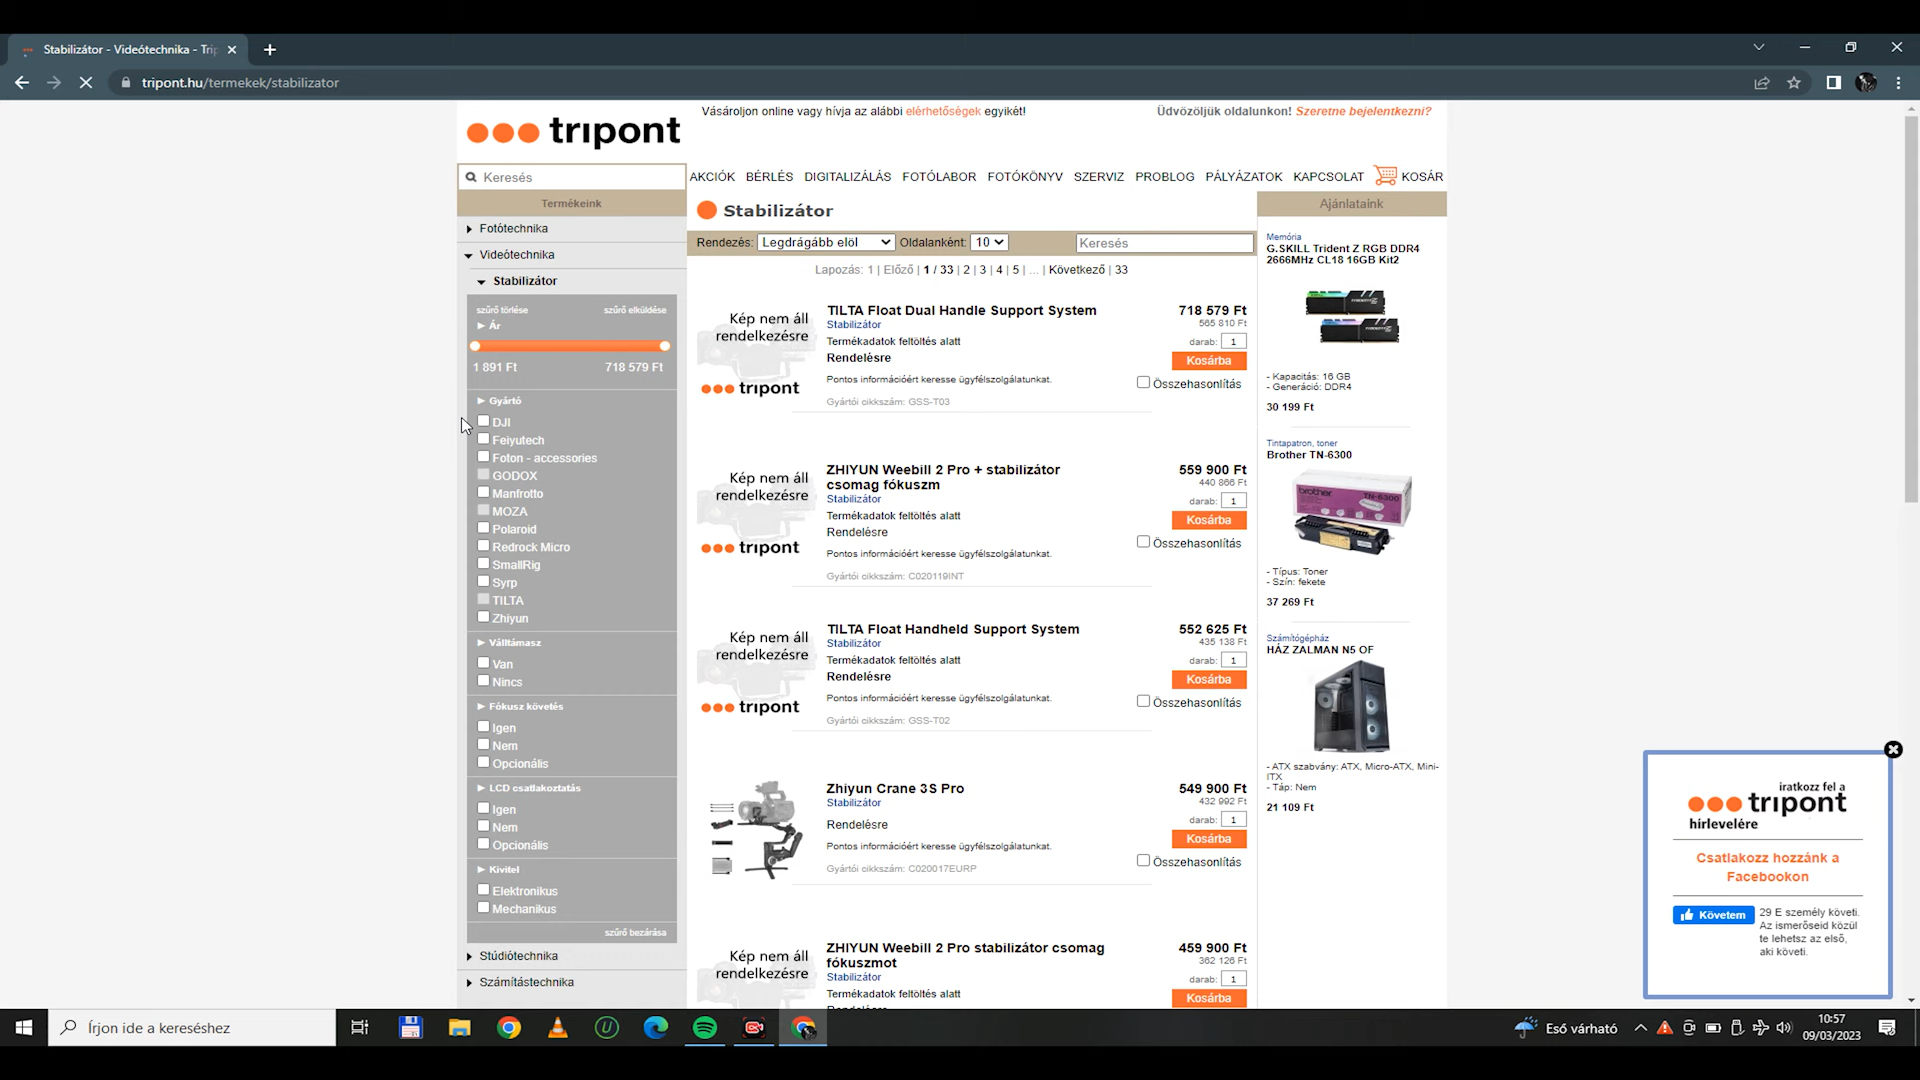 Stabilizátor - Videótechnika - Trip
tripont.hu/termekek/stabilizator
tripont
Vásároljon online vagy hívja az alábbi elérhetőségek egyikét!
Üdvözöljük oldalunkon! Szeretne bejelentkezni?
Keresés
AKCIÓK BÉRLÉS DIGITALIZÁLÁS FOTÓLABOR FOTÓKÖNYV SZERVIZ PROBLOG PÁLYÁZATOK KAPCSOLAT KOSÁR
Termékeink
Fotótechnika
Videótechnika
Stabilizátor
szűrő törlése szűrő elküldése
Ár
1 891 Ft 718 579 Ft
Gyártó
DJI
Feiyutech
Foton - accessories
GODOX
Manfrotto
MOZA
Polaroid
Redrock Micro
SmallRig
Syrp
TILTA
Zhiyun
Válltámasz
Van
Nincs
Fókusz követés
Igen
Nem
Opcionális
LCD csatlakoztatás
Igen
Nem
Opcionális
Kivitel
Elektronikus
Mechanikus
szűrő bezárása
Stúdiótechnika
Számítástechnika
Stabilizátor
Rendezés: Legdrágább elöl Oldalanként: 10 Keresés
Lapozás: 1 | Előző | 1 / 33 | 2 | 3 | 4 | 5 | ... | Következő | 33
Kép nem áll
rendelkezésre
tripont
TILTA Float Dual Handle Support System
Stabilizátor
Termékadatok feltöltés alatt
Rendelésre
Pontos információért keresse ügyfélszolgálatunkat.
Gyártói cikkszám: GSS-T03
718 579 Ft
565 810 Ft
darab: 1
Kosárba
Összehasonlítás
Kép nem áll
rendelkezésre
tripont
ZHIYUN Weebill 2 Pro + stabilizátor
csomag fókuszm
Stabilizátor
Termékadatok feltöltés alatt
Rendelésre
Pontos információért keresse ügyfélszolgálatunkat.
Gyártói cikkszám: C020119INT
559 900 Ft
440 866 Ft
darab: 1
Kosárba
Összehasonlítás
Kép nem áll
rendelkezésre
tripont
TILTA Float Handheld Support System
Stabilizátor
Termékadatok feltöltés alatt
Rendelésre
Pontos információért keresse ügyfélszolgálatunkat.
Gyártói cikkszám: GSS-T02
552 625 Ft
435 138 Ft
darab: 1
Kosárba
Összehasonlítás
Zhiyun Crane 3S Pro
Stabilizátor
Rendelésre
Pontos információért keresse ügyfélszolgálatunkat.
Gyártói cikkszám: C020017EURP
549 900 Ft
432 992 Ft
darab: 1
Kosárba
Összehasonlítás
Kép nem áll
rendelkezésre
ZHIYUN Weebill 2 Pro stabilizátor csomag
fókuszmot
Stabilizátor
Termékadatok feltöltés alatt
Rendelésre
459 900 Ft
362 126 Ft
darab: 1
Kosárba
Ajánlataink
Memória
G.SKILL Trident Z RGB DDR4
2666MHz CL18 16GB Kit2
- Kapacitás: 16 GB
- Generáció: DDR4
30 199 Ft
Tintapatron, toner
Brother TN-6300
brother
- Típus: Toner
- Szín: fekete
37 269 Ft
Számítógépház
HÁZ ZALMAN N5 OF
- ATX szabvány: ATX, Micro-ATX, Mini-
ITX
- Táp: Nem
21 109 Ft
iratkozz fel a
tripont
hírlevelére
Csatlakozz hozzánk a
Facebookon
Követem
29 E személy követi.
Az ismerőseid közül
te lehetsz az első,
aki követi.
Írjon ide a kereséshez
Eső várható
10:57
09/03/2023